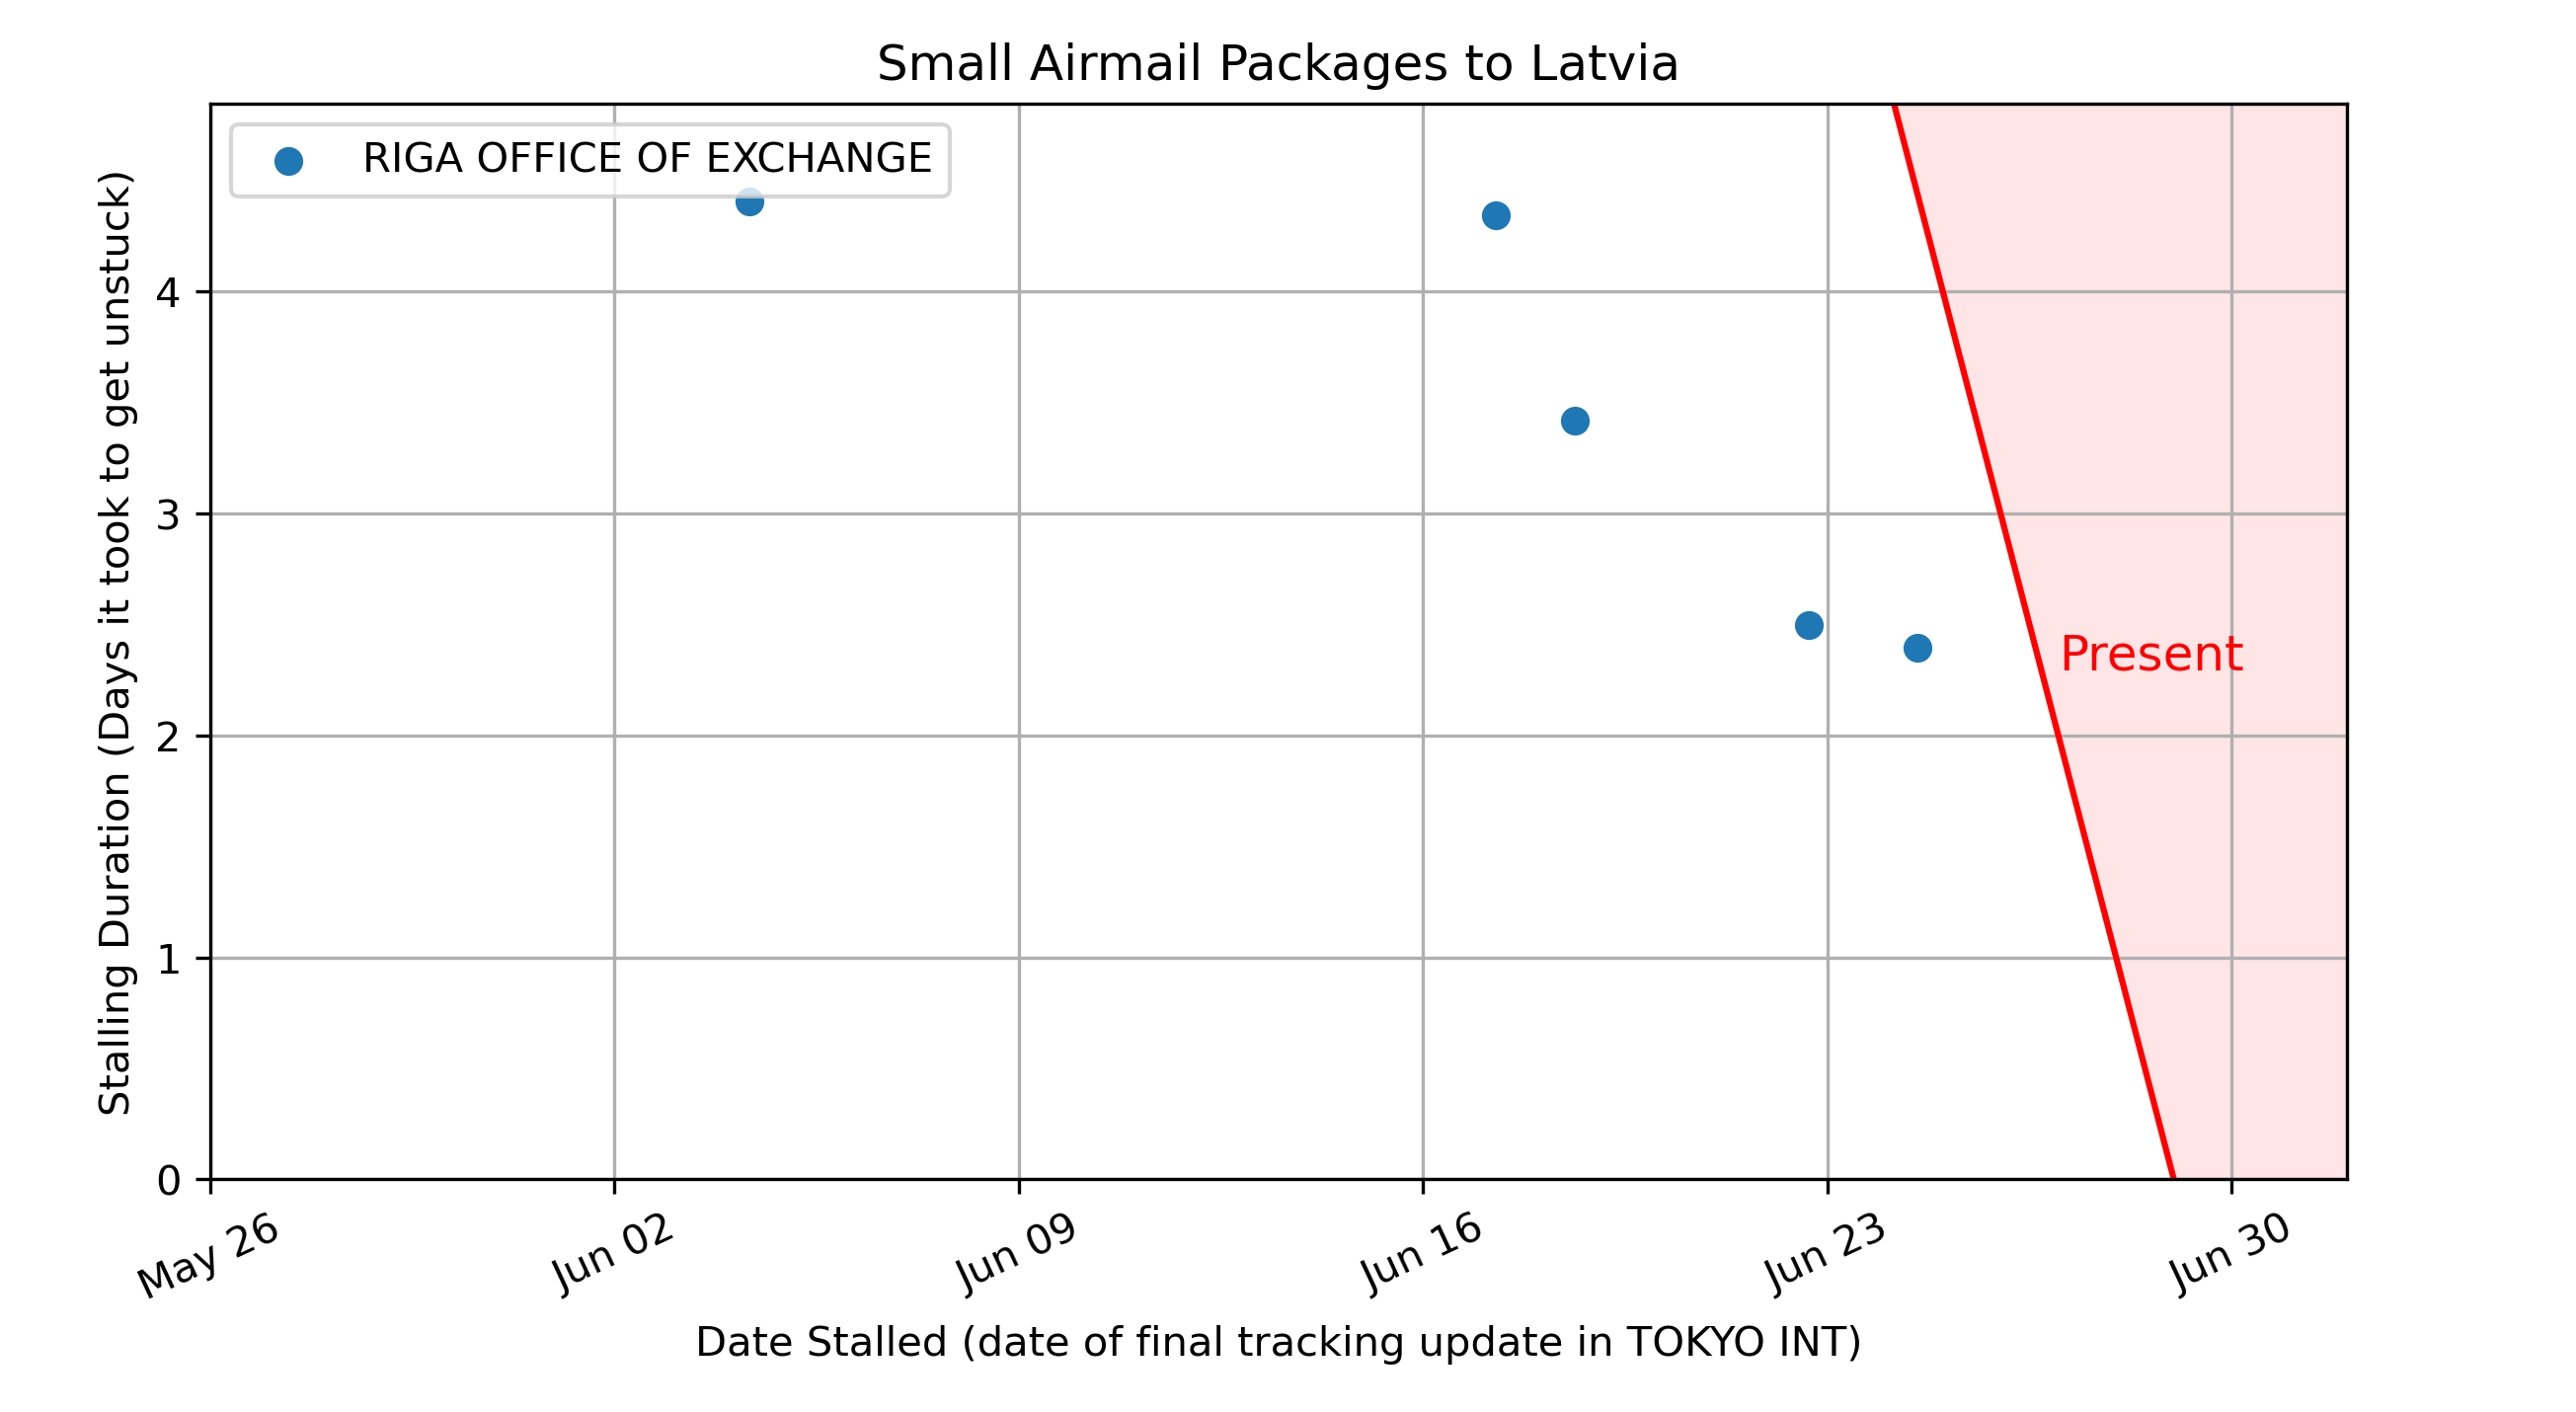 Small Airmail Packages to Latvia
RIGA OFFICE OF EXCHANGE
Stalling Duration (Days it took to get unstuck)
4
3
2
1
0
Present
May 26
Jun 02
Jun 09
Jun 16
Jun 23
Jun 30
Date Stalled (date of final tracking update in TOKYO INT)